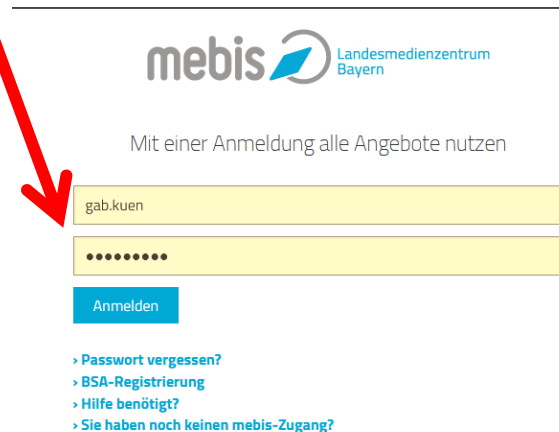 mebis Landesmedienzentrum
Bayern
Mit einer Anmeldung alle Angebote nutzen
gab.kuen
•••••••••
Anmelden
› Passwort vergessen?
› BSA-Registrierung
› Hilfe benötigt?
› Sie haben noch keinen mebis-Zugang?